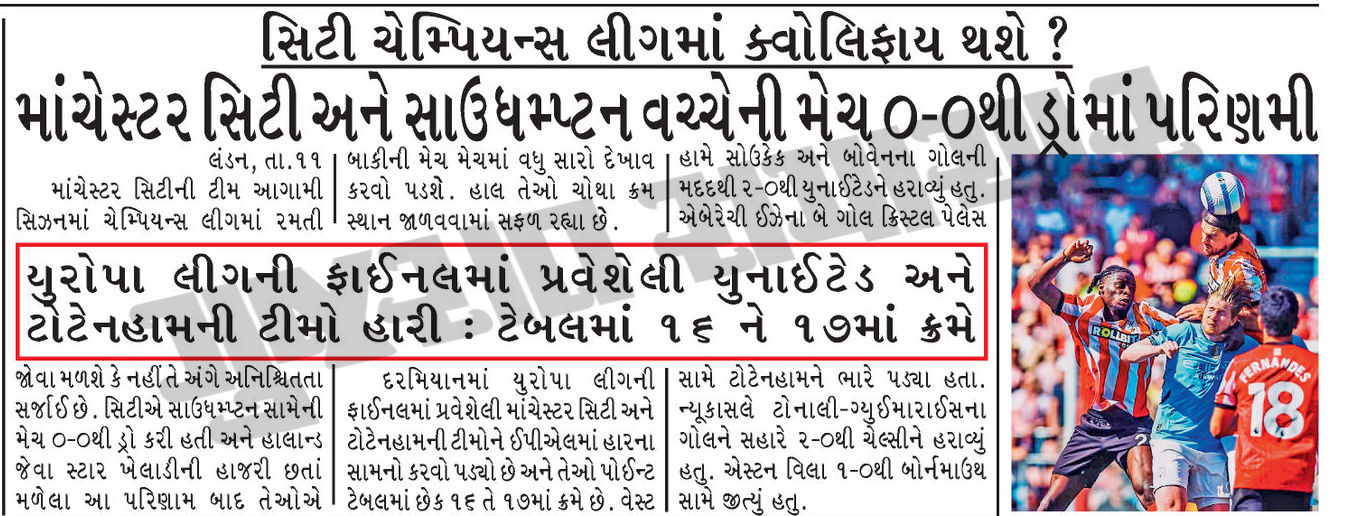 સિટી ચેમ્પિયન્સ લીગમાં ક્વોલિફાય થશે ?
માંચેસ્ટર સિટી અને સાઉધમ્પ્ટન વચ્ચેની મેચ ૦-૦થી ડ્રોમાં પરિણમી
લંડન, તા.૧૧
માંચેસ્ટર સિટીની ટીમ આગામી
સિઝનમાં ચેમ્પિયન્સ લીગમાં રમતી
બાકીની મેચ મેચમાં વધુ સારો દેખાવ
કરવો પડશે. હાલ તેઓ ચોથા ક્રમ
સ્થાન જાળવવામાં સફળ રહ્યા છે.
હામે સોઉકેક અને બોવેનના ગોલની
મદદથી ૨-૦થી યુનાઈટેડને હરાવ્યું હતુ.
એબેરેચી ઈઝેના બે ગોલ ક્રિસ્ટલ પેલેસ
યુરોપા લીગની ફાઈનલમાં પ્રવેશેલી યુનાઈટેડ અને
ટોટેનહામની ટીમો હારી : ટેબલમાં ૧૬ ને ૧૭માં ક્રમે
જોવા મળશે કે નહીં તે અંગે અનિશ્ચિતતા
સર્જાઈ છે. સિટીએ સાઉધમ્પ્ટન સામેની
મેચ ૦-૦થી ડ્રો કરી હતી અને હાલાન્ડ
જેવા સ્ટાર ખેલાડીની હાજરી છતાં
મળેલા આ પરિણામ બાદ તેઓએ
દરમિયાનમાં યુરોપા લીગની
ફાઈનલમાં પ્રવેશેલી માંચેસ્ટર સિટી અને
ટોટેનહામની ટીમોને ઈપીએલમાં હારના
સામનો કરવો પડ્યો છે અને તેઓ પોઈન્ટ
ટેબલમાં છેક ૧૬ તે ૧૭માં ક્રમે છે. વેસ્ટ
સામે ટોટેનહામને ભારે પડ્યા હતા.
ન્યૂકાસલે ટોનાલી-ગ્યુઈમારાઈસના
ગોલને સહારે ૨-૦થી ચેલ્સીને હરાવ્યું
હતુ. એસ્ટન વિલા ૧-૦થી બોર્નમાઉથ
સામે જીત્યું હતુ.
ગુજરાત સમાચાર
ROLLBIT
FERNANDES
18